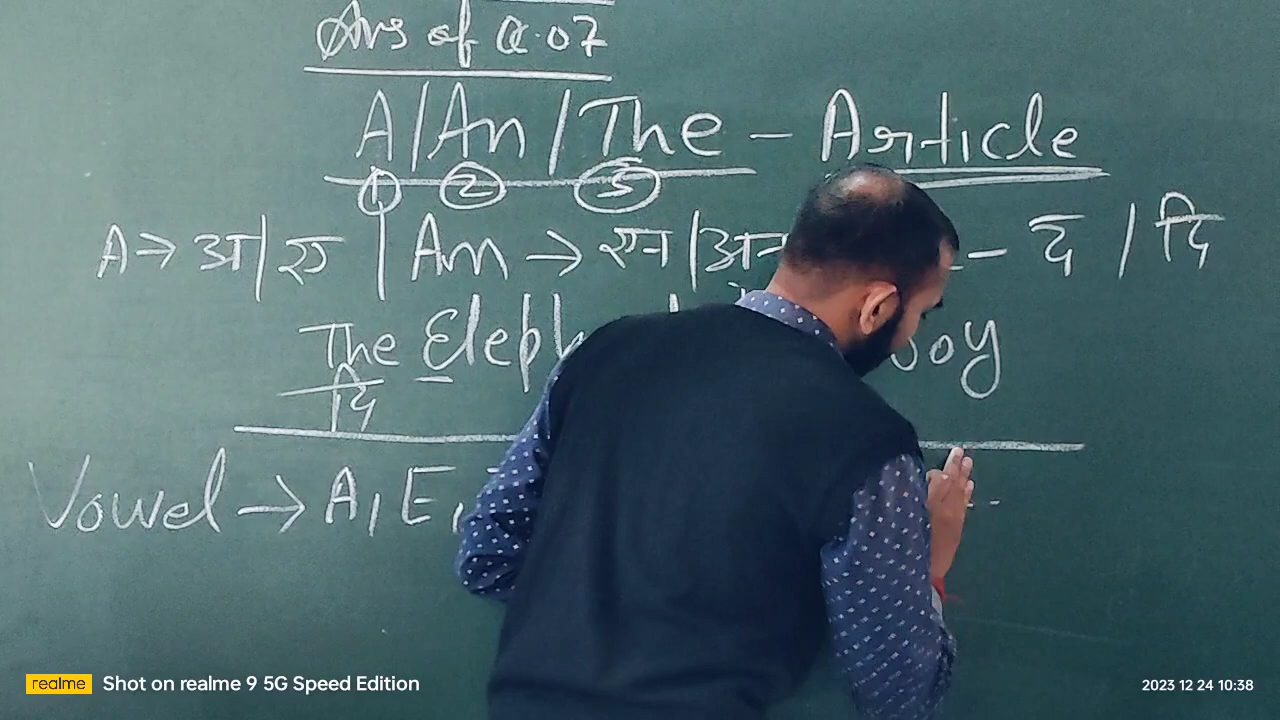 Ans of Q.07
A/An/The - Article
1 2 3
A → अ/ए | An → एन/अन - द / दि
The Eleph oy
दि
Vowel → A, E,
realme Shot on realme 9 5G Speed Edition
2023 12 24 10:38